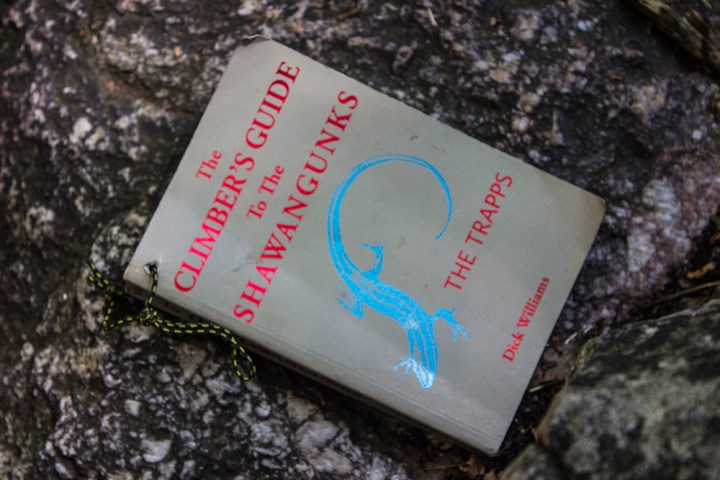 The
CLIMBER'S GUIDE
To The
SHAWANGUNKS
THE TRAPPS
Dick Williams